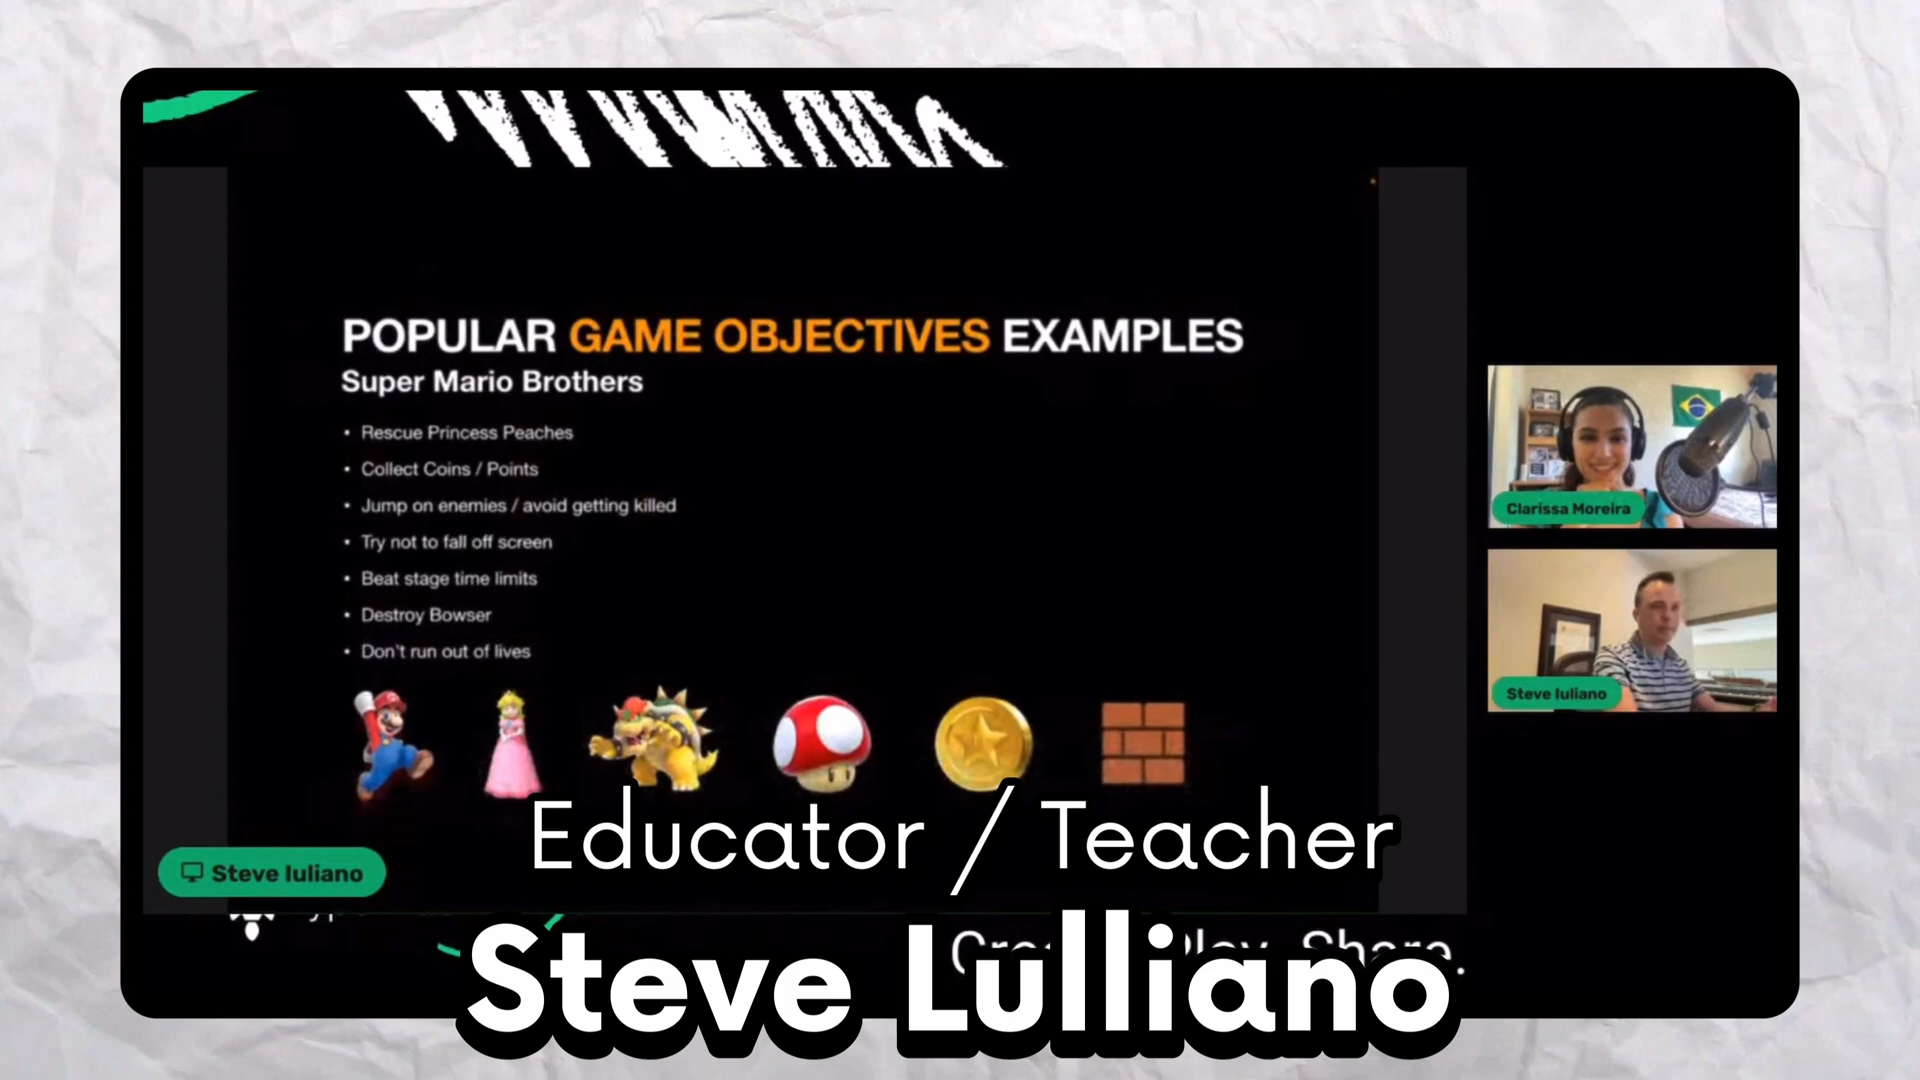 POPULAR GAME OBJECTIVES EXAMPLES
Super Mario Brothers
• Rescue Princess Peaches
• Collect Coins / Points
• Jump on enemies / avoid getting killed
• Try not to fall off screen
• Beat stage time limits
• Destroy Bowser
• Don't run out of lives
Clarissa Moreira
Steve Iuliano
Steve Iuliano
Educator / Teacher
Share.
Steve Lulliano